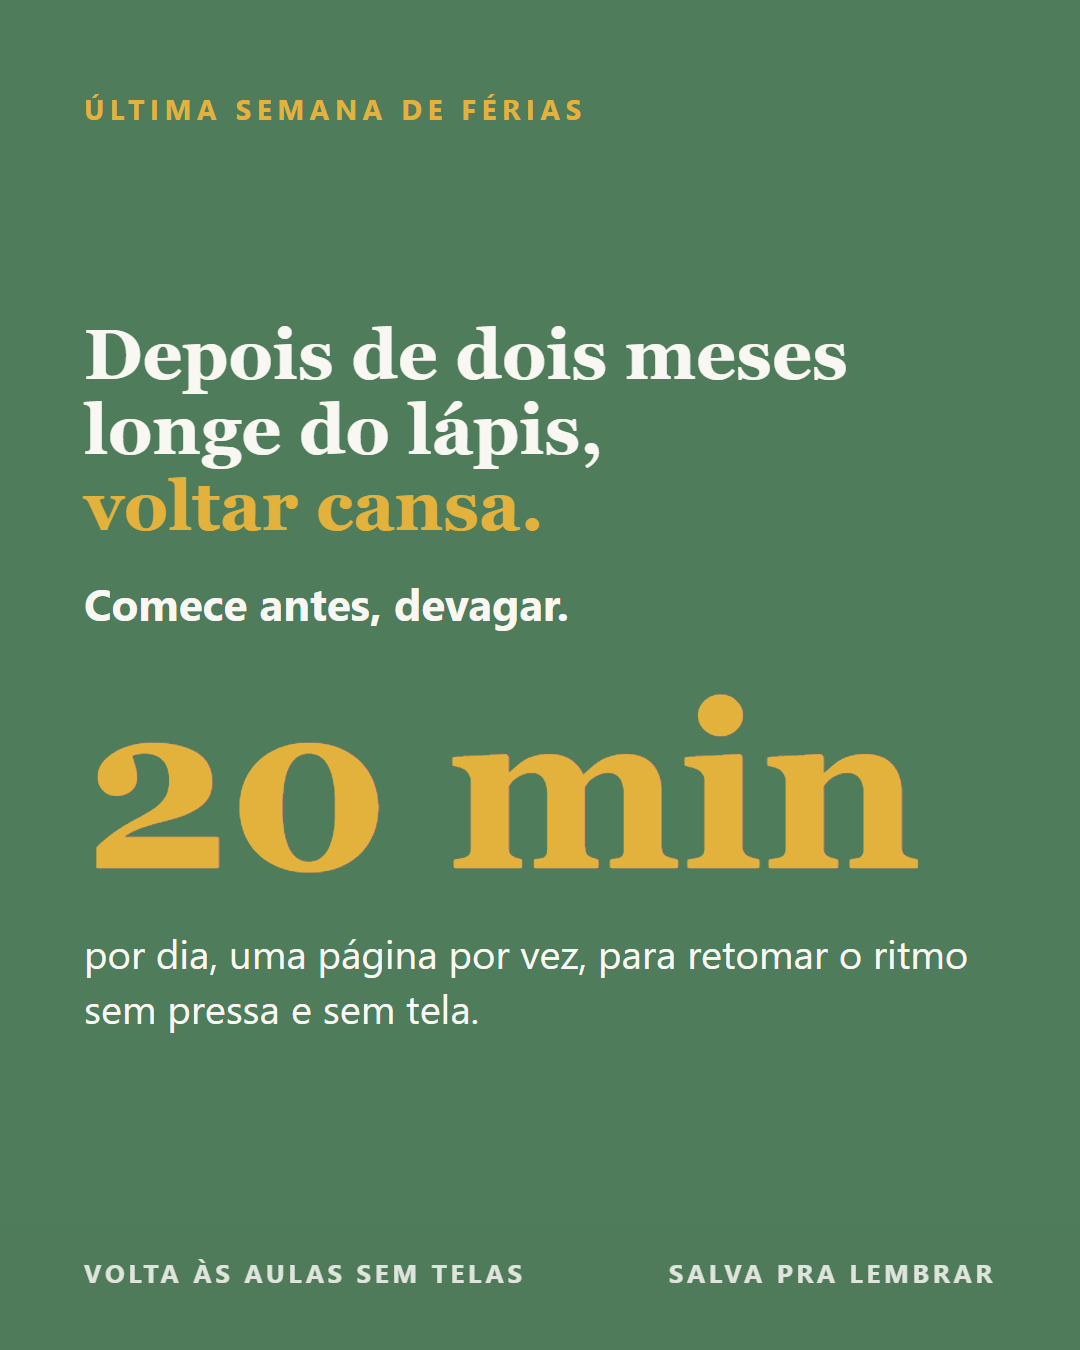 ÚLTIMA SEMANA DE FÉRIAS
Depois de dois meses
longe do lápis,
voltar cansa.
Comece antes, devagar.
20 min
por dia, uma página por vez, para retomar o ritmo
sem pressa e sem tela.
VOLTA ÀS AULAS SEM TELAS
SALVA PRA LEMBRAR